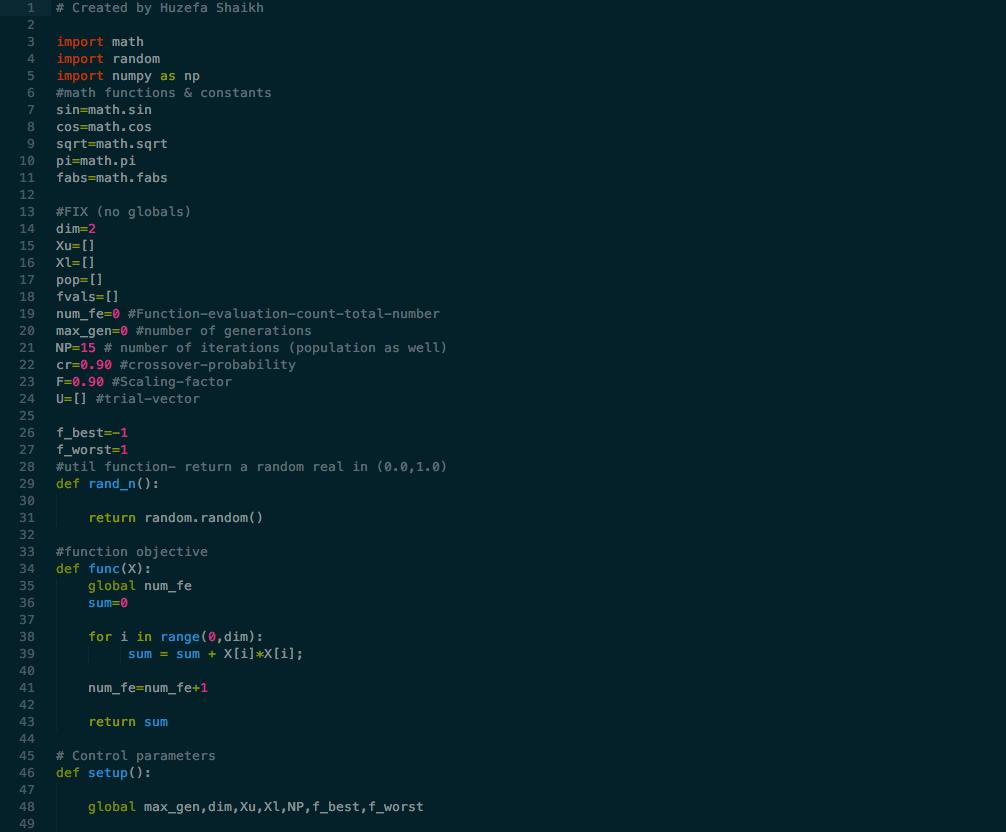 1 # Created by Huzefa Shaikh
2
3 import math
4 import random
5 import numpy as np
6 #math functions & constants
7 sin=math.sin
8 cos=math.cos
9 sqrt=math.sqrt
10 pi=math.pi
11 fabs=math.fabs
12
13 #FIX (no globals)
14 dim=2
15 Xu=[]
16 Xl=[]
17 pop=[]
18 fvals=[]
19 num_fe=0 #Function-evaluation-count-total-number
20 max_gen=0 #number of generations
21 NP=15 # number of iterations (population as well)
22 cr=0.90 #crossover-probability
23 F=0.90 #Scaling-factor
24 U=[] #trial-vector
25
26 f_best=-1
27 f_worst=1
28 #util function- return a random real in (0.0,1.0)
29 def rand_n():
30
31     return random.random()
32
33 #function objective
34 def func(X):
35     global num_fe
36     sum=0
37
38     for i in range(0,dim):
39          sum = sum + X[i]*X[i];
40
41     num_fe=num_fe+1
42
43     return sum
44
45 # Control parameters
46 def setup():
47
48     global max_gen,dim,Xu,Xl,NP,f_best,f_worst
49